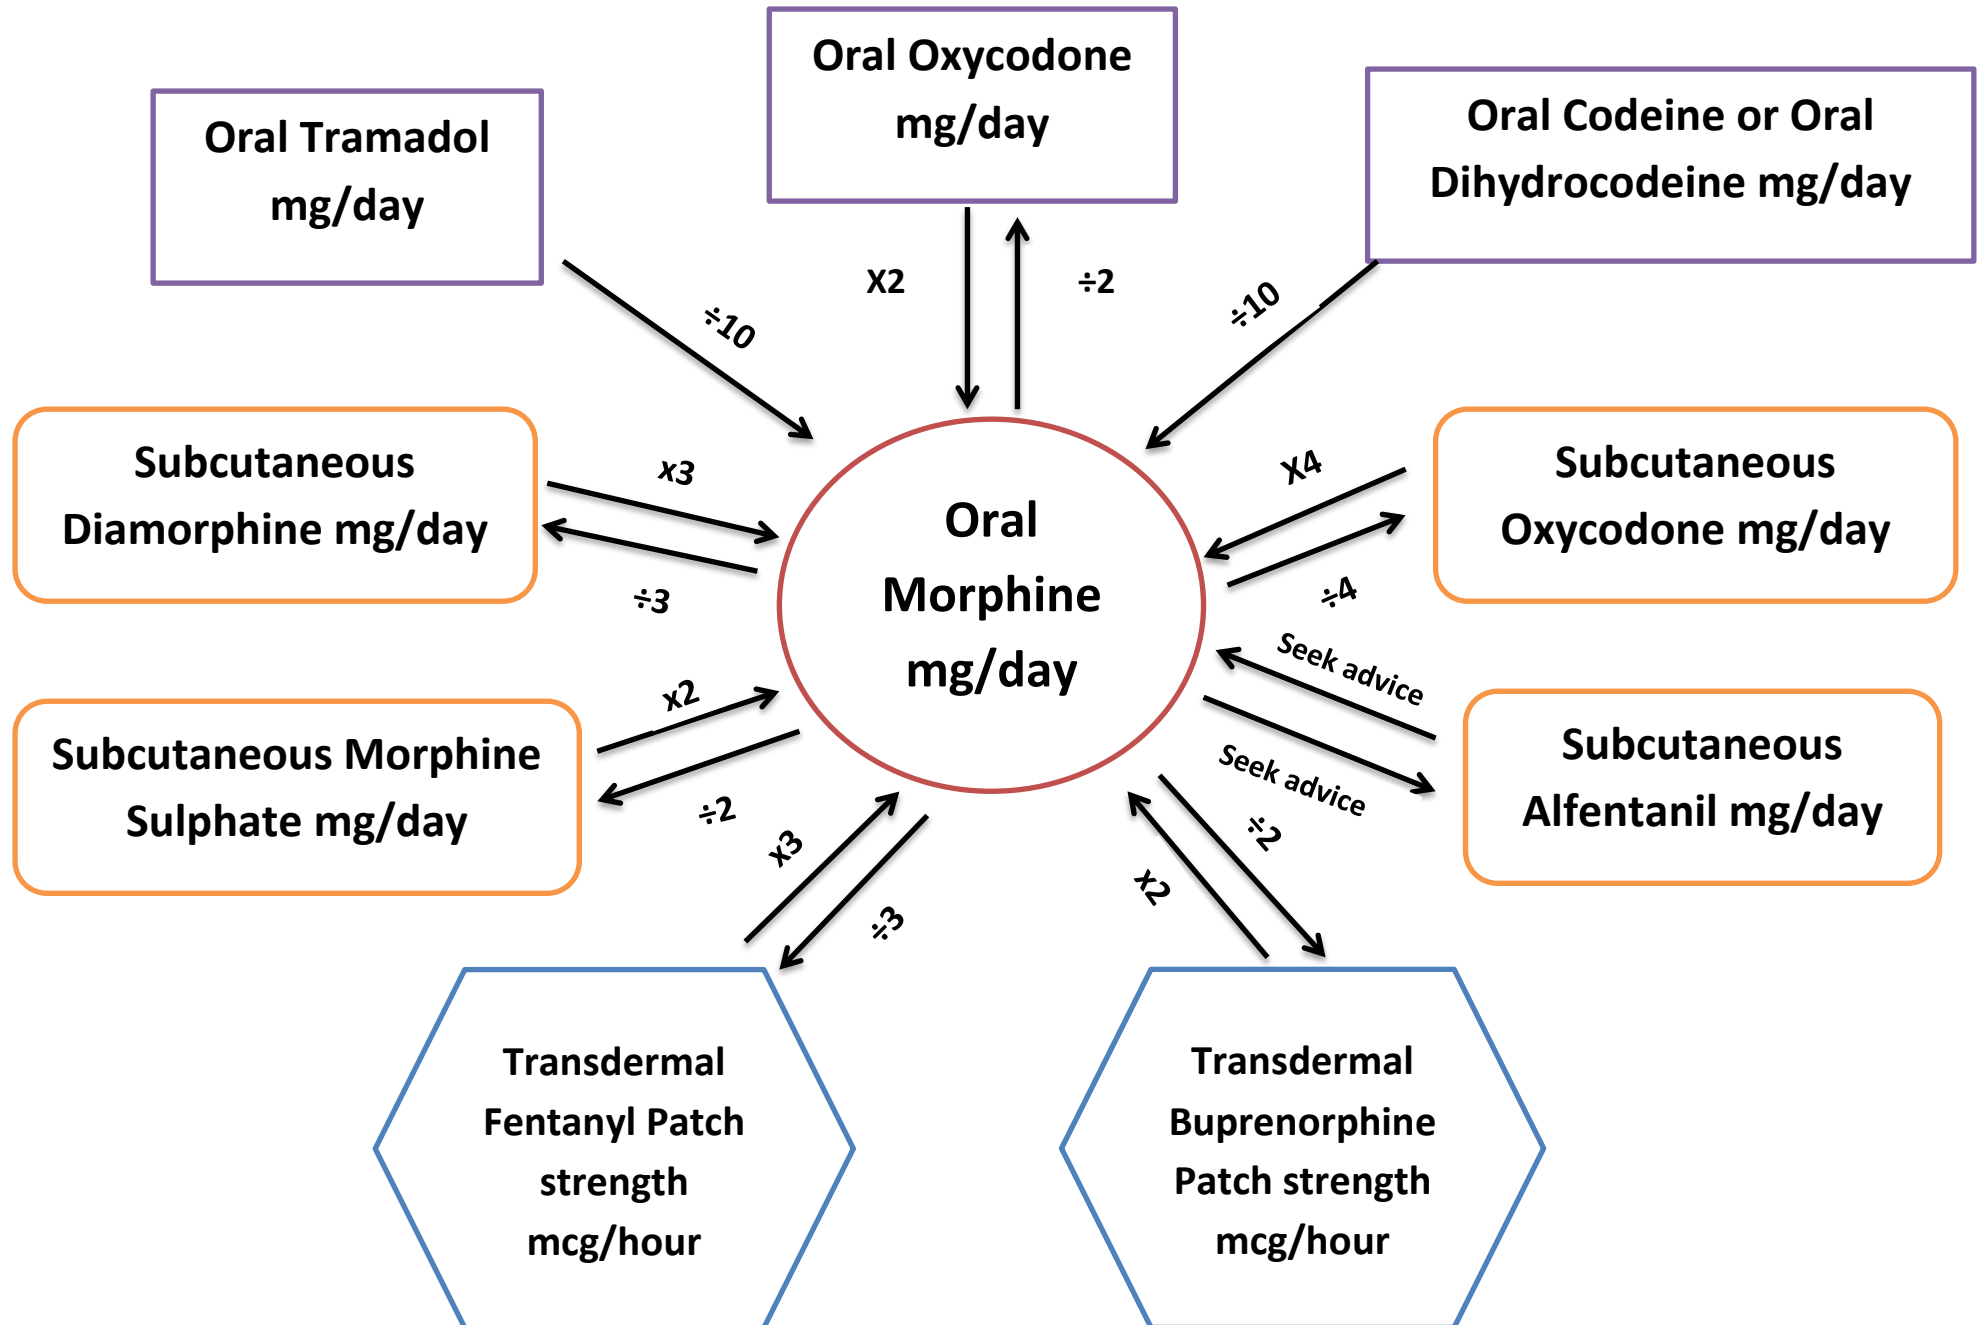 Oral Oxycodone
mg/day
Oral Tramadol
mg/day
Oral Codeine or Oral
Dihydrocodeine mg/day
X2
÷2
÷10
÷10
Subcutaneous
Diamorphine mg/day
x3
÷3
Oral
Morphine
mg/day
X4
÷4
Subcutaneous
Oxycodone mg/day
Subcutaneous Morphine
Sulphate mg/day
x2
÷2
Seek advice
Seek advice
Subcutaneous
Alfentanil mg/day
x3
÷3
÷2
x2
Transdermal
Fentanyl Patch
strength
mcg/hour
Transdermal
Buprenorphine
Patch strength
mcg/hour